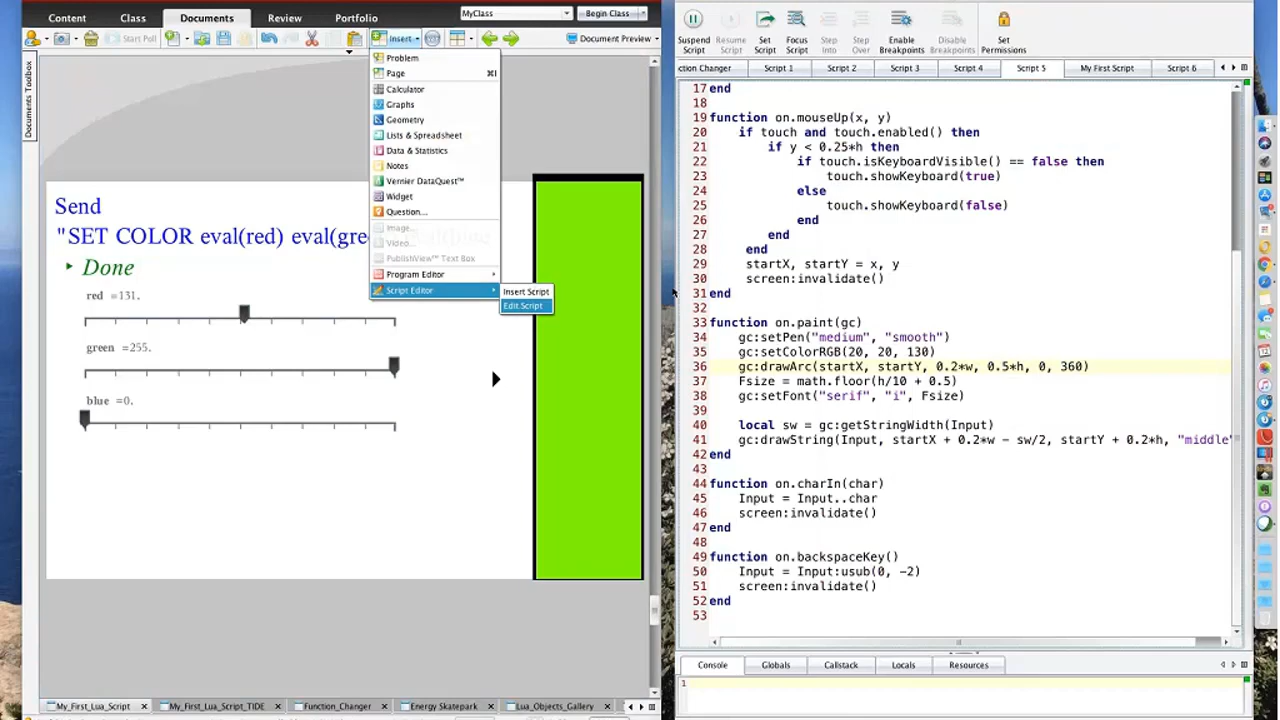 Content Class Documents Review Portfolio
MyClass Begin Class
Start Poll Insert Document Preview
Documents Toolbox
Problem
Page ⌘I
Calculator
Graphs
Geometry
Lists & Spreadsheet
Data & Statistics
Notes
Vernier DataQuest™
Widget
Question...
Image...
Video...
PublishView™ Text Box
Program Editor
Script Editor
Insert Script
Edit Script
Send
"SET COLOR eval(red) eval(gre
Done
red =131.
green =255.
blue =0.
My_First_Lua_Script My_First_Lua_Script_TIDE Function_Changer Energy Skatepark Lua_Objects_Gallery
Suspend Script Resume Script Set Script Focus Script Step Into Step Over Enable Breakpoints Disable Breakpoints Set Permissions
ction Changer Script 1 Script 2 Script 3 Script 4 Script 5 My First Script Script 6
17 end
18
19 function on.mouseUp(x, y)
20 if touch and touch.enabled() then
21 if y < 0.25*h then
22 if touch.isKeyboardVisible() == false then
23 touch.showKeyboard(true)
24 else
25 touch.showKeyboard(false)
26 end
27 end
28 end
29 startX, startY = x, y
30 screen:invalidate()
31 end
32
33 function on.paint(gc)
34 gc:setPen("medium", "smooth")
35 gc:setColorRGB(20, 20, 130)
36 gc:drawArc(startX, startY, 0.2*w, 0.5*h, 0, 360)
37 Fsize = math.floor(h/10 + 0.5)
38 gc:setFont("serif", "i", Fsize)
39
40 local sw = gc:getStringWidth(Input)
41 gc:drawString(Input, startX + 0.2*w - sw/2, startY + 0.2*h, "middle"
42 end
43
44 function on.charIn(char)
45 Input = Input..char
46 screen:invalidate()
47 end
48
49 function on.backspaceKey()
50 Input = Input:usub(0, -2)
51 screen:invalidate()
52 end
53
Console Globals Callstack Locals Resources
1